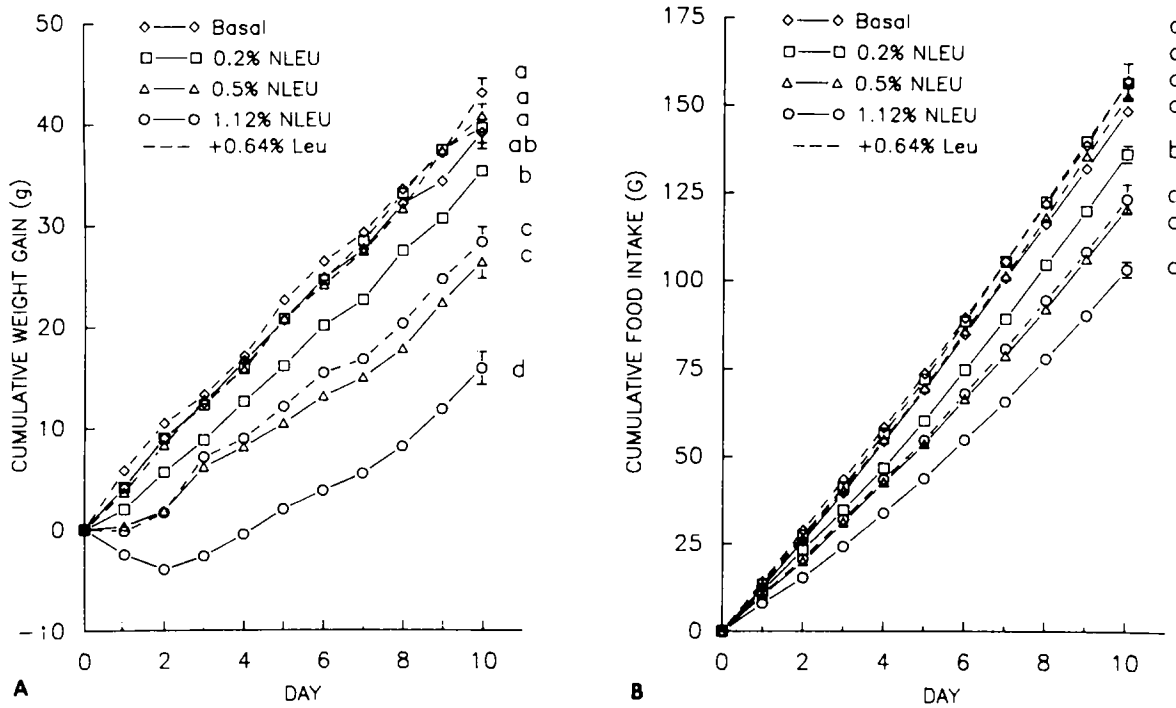 CUMULATIVE WEIGHT GAIN (g)
50
40
30
20
10
0
-10
Basal
0.2% NLEU
0.5% NLEU
1.12% NLEU
+0.64% Leu
a
a
a
ab
b
c
c
d
0 2 4 6 8 10
DAY
A
CUMULATIVE FOOD INTAKE (G)
175
150
125
100
75
50
25
0
Basal
0.2% NLEU
0.5% NLEU
1.12% NLEU
+0.64% Leu
0 2 4 6 8 10
DAY
B